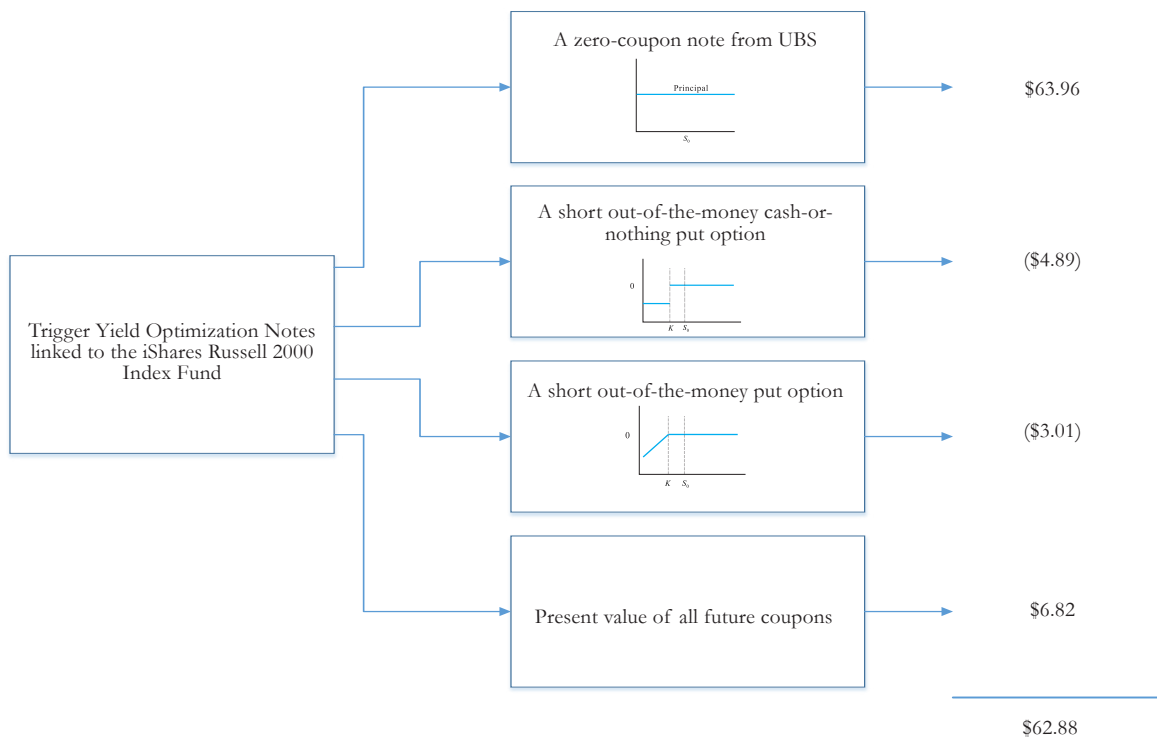 A zero-coupon note from UBS
Principal
S0
$63.96
A short out-of-the-money cash-or-
nothing put option
0
K
S0
($4.89)
Trigger Yield Optimization Notes
linked to the iShares Russell 2000
Index Fund
A short out-of-the-money put option
0
K
S0
($3.01)
Present value of all future coupons
$6.82
$62.88